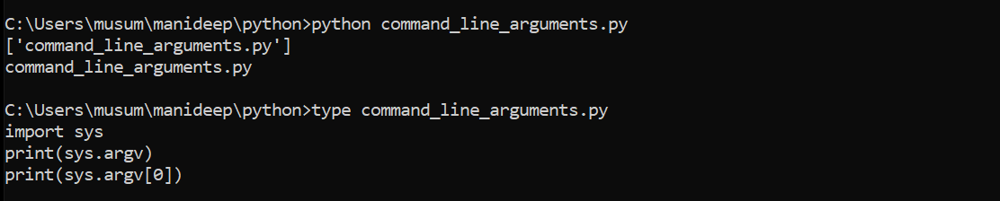 C:\Users\musum\manideep\python>python command_line_arguments.py
['command_line_arguments.py']
command_line_arguments.py
C:\Users\musum\manideep\python>type command_line_arguments.py
import sys
print(sys.argv)
print(sys.argv[0])